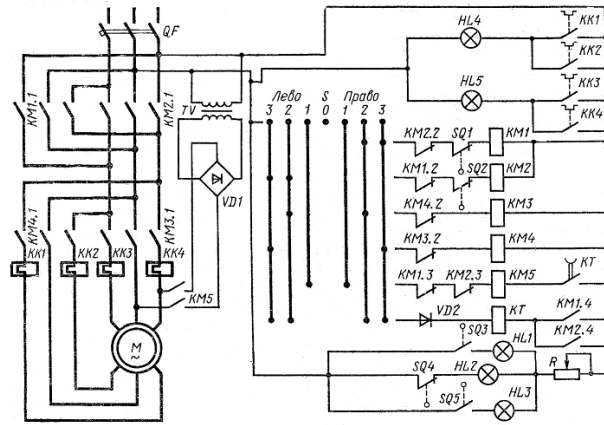 QF
HL4
KK1
KK2
KM1.1
KM2.1
TV
Лево S Право
3 2 1 0 1 2 3
HL5
KK3
KK4
KM2.2 SQ1 KM1
KM1.2 SQ2 KM2
VD1
KM4.2 KM3
KM4.1
KM3.1
KM3.2 KM4
KK1 KK2 KK3 KK4
KM1.3 KM2.3 KM5 KT
KM5
VD2 KT KM1.4
KM2.4
SQ3 HL1
M
~
SQ4 HL2 R
SQ5 HL3